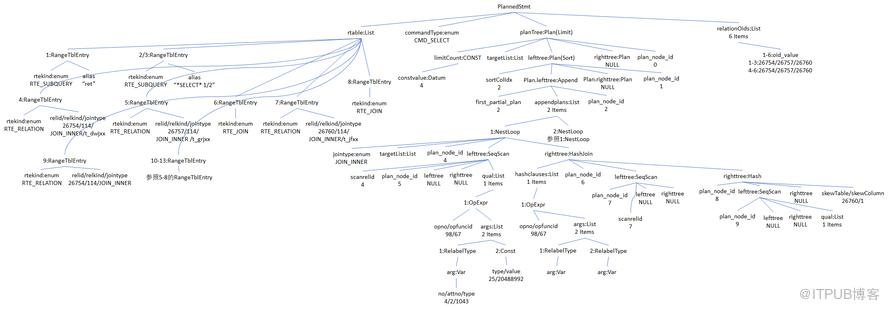 PlannedStmt
rtable:List
commandType:enum
CMD_SELECT
planTree:Plan(Limit)
relationOids:List
6 Items
1:RangeTblEntry
2/3:RangeTblEntry
limitCount:CONST
targetList:List
lefttree:Plan(Sort)
righttree:Plan
NULL
plan_node_id
0
1-6:oid_value
1-3:26754/26757/26760
4-6:26754/26757/26760
rtekind:enum
RTE_SUBQUERY
alias
"ret"
rtekind:enum
RTE_SUBQUERY
alias
"*SELECT* 1/2"
8:RangeTblEntry
rtekind:enum
RTE_JOIN
constvalue:Datum
4
sortColIdx
2
Plan.lefttree:Append
Plan.righttree:Plan
NULL
plan_node_id
1
4:RangeTblEntry
5:RangeTblEntry
6:RangeTblEntry
7:RangeTblEntry
first_partial_plan
2
appendplans:List
2 Items
plan_node_id
2
rtekind:enum
RTE_RELATION
relid/relkind/jointype
26754/114/
JOIN_INNER/t_dwjxx
rtekind:enum
RTE_RELATION
relid/relkind/jointype
26757/114/
JOIN_INNER/t_grjxx
rtekind:enum
RTE_JOIN
rtekind:enum
RTE_RELATION
relid/relkind/jointype
26760/114/
JOIN_INNER/t_jfxx
1:NestLoop
2:NestLoop
参照1:NestLoop
9:RangeTblEntry
10-13:RangeTblEntry
参照5-8的RangeTblEntry
jointype:enum
JOIN_INNER
targetList:List
plan_node_id
4
lefttree:SeqScan
righttree:HashJoin
rtekind:enum
RTE_RELATION
relid/relkind/jointype
26754/114/JOIN_INNER
scanrelid
4
plan_node_id
5
lefttree
NULL
righttree
NULL
qual:List
1 Items
hashclauses:List
1 Items
plan_node_id
6
lefttree:SeqScan
righttree:Hash
plan_node_id
7
lefttree
NULL
righttree
NULL
plan_node_id
8
lefttree:SeqScan
righttree
NULL
skewTable/skewColumn
26760/1
1:OpExpr
1:OpExpr
scanrelid
7
plan_node_id
9
lefttree
NULL
righttree
NULL
qual:List
1 Items
opno/opfuncid
98/67
args:List
2 Items
opno/opfuncid
98/67
args:List
2 Items
1:RelabelType
2:Const
1:RelabelType
2:RelabelType
arg:Var
type/value
25/20488992
arg:Var
arg:Var
no/attno/type
4/2/1043
@ITPUB博客